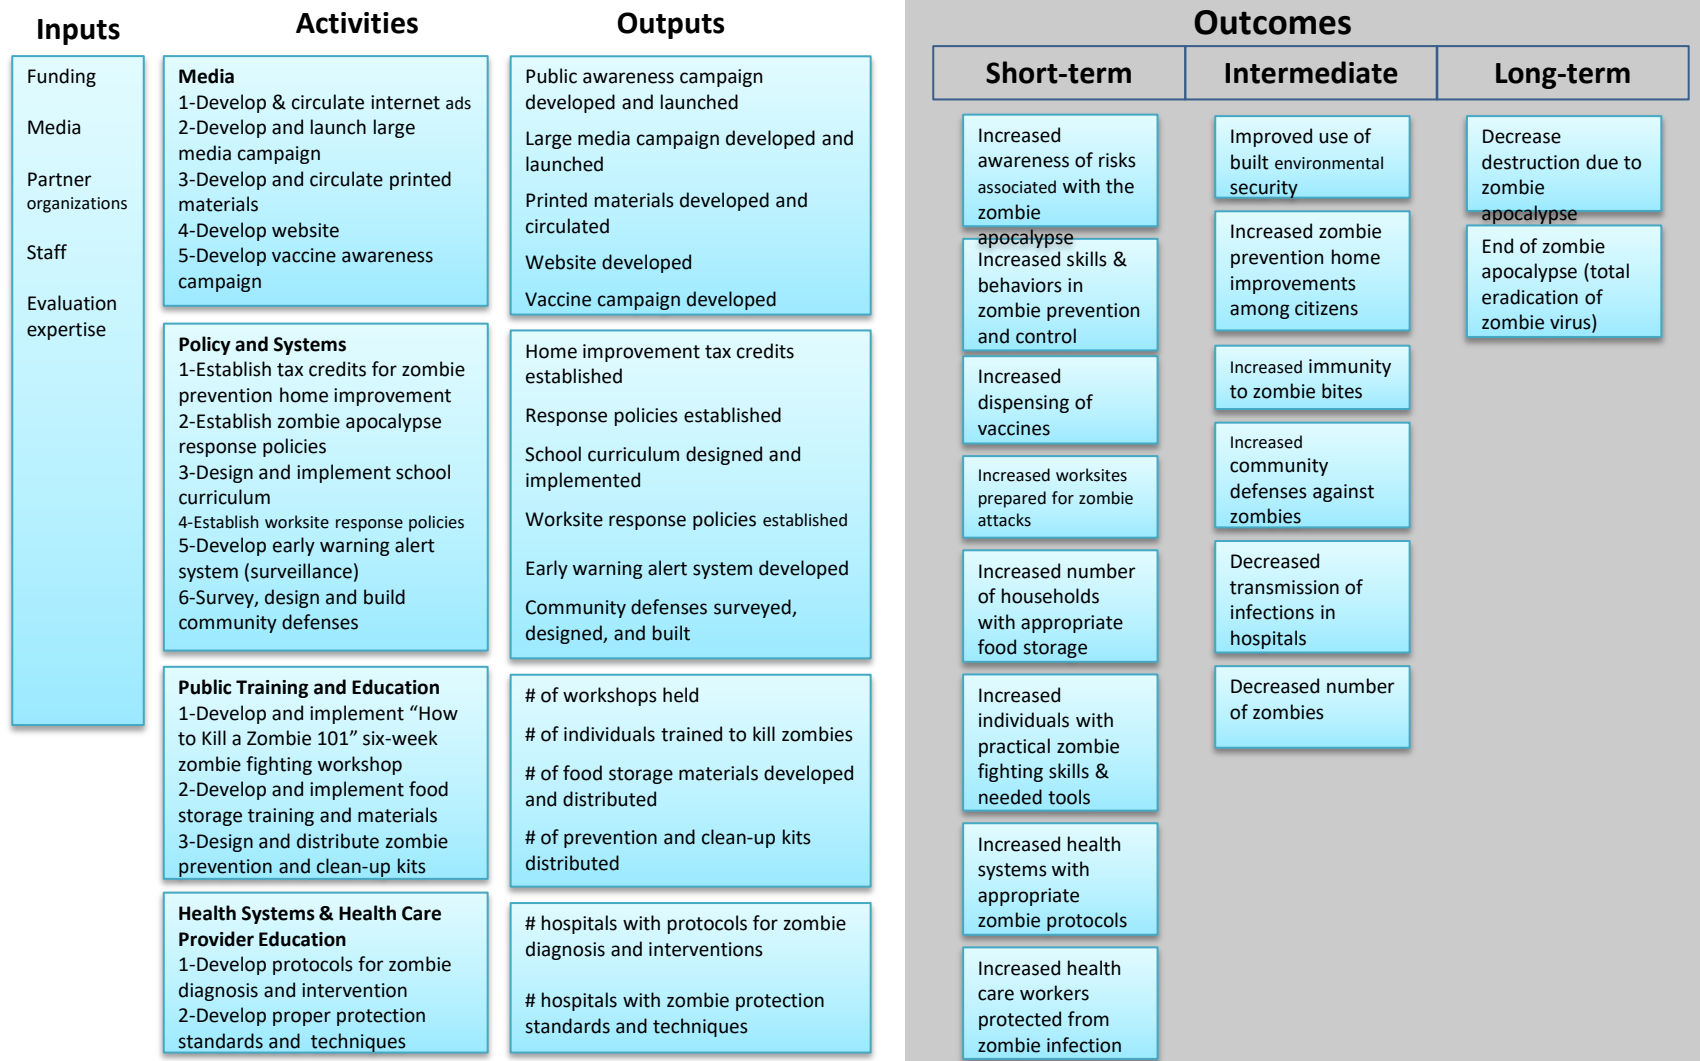 Inputs
Funding
Media
Partner
organizations
Staff
Evaluation
expertise
Activities
Media
1-Develop & circulate internet ads
2-Develop and launch large
media campaign
3-Develop and circulate printed
materials
4-Develop website
5-Develop vaccine awareness
campaign
Policy and Systems
1-Establish tax credits for zombie
prevention home improvement
2-Establish zombie apocalypse
response policies
3-Design and implement school
curriculum
4-Establish worksite response policies
5-Develop early warning alert
system (surveillance)
6-Survey, design and build
community defenses
Public Training and Education
1-Develop and implement “How
to Kill a Zombie 101” six-week
zombie fighting workshop
2-Develop and implement food
storage training and materials
3-Design and distribute zombie
prevention and clean-up kits
Health Systems & Health Care
Provider Education
1-Develop protocols for zombie
diagnosis and intervention
2-Develop proper protection
standards and techniques
Outputs
Public awareness campaign
developed and launched
Large media campaign developed and
launched
Printed materials developed and
circulated
Website developed
Vaccine campaign developed
Home improvement tax credits
established
Response policies established
School curriculum designed and
implemented
Worksite response policies established
Early warning alert system developed
Community defenses surveyed,
designed, and built
# of workshops held
# of individuals trained to kill zombies
# of food storage materials developed
and distributed
# of prevention and clean-up kits
distributed
# hospitals with protocols for zombie
diagnosis and interventions
# hospitals with zombie protection
standards and techniques
Outcomes
Short-term
Increased
awareness of risks
associated with the
zombie
apocalypse
Increased skills &
behaviors in
zombie prevention
and control
Increased
dispensing of
vaccines
Increased worksites
prepared for zombie
attacks
Increased number
of households
with appropriate
food storage
Increased
individuals with
practical zombie
fighting skills &
needed tools
Increased health
systems with
appropriate
zombie protocols
Increased health
care workers
protected from
zombie infection
Intermediate
Improved use of
built environmental
security
Increased zombie
prevention home
improvements
among citizens
Increased immunity
to zombie bites
Increased
community
defenses against
zombies
Decreased
transmission of
infections in
hospitals
Decreased number
of zombies
Long-term
Decrease
destruction due to
zombie
apocalypse
End of zombie
apocalypse (total
eradication of
zombie virus)